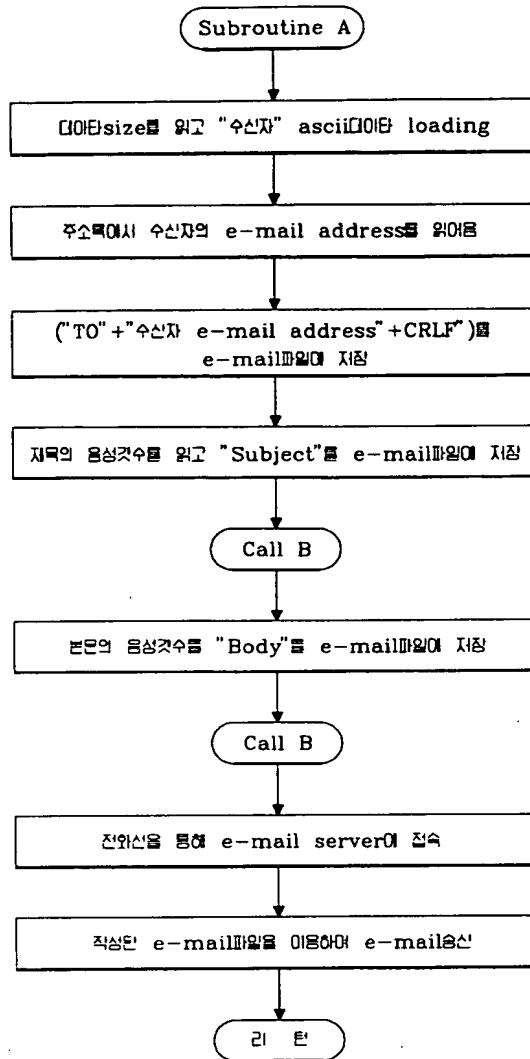 Subroutine A
데이타size를 읽고 "수신자" ascii데이타 loading
주소록에서 수신자의 e-mail address를 읽어옴
("TO"+"수신자 e-mail address"+CRLF")를
e-mail파일에 저장
제목의 음성갯수를 읽고 "Subject"를 e-mail파일에 저장
Call B
본문의 음성갯수를 "Body"를 e-mail파일에 저장
Call B
전화선을 통해 e-mail server에 접속
작성된 e-mail파일을 이용하여 e-mail송신
리 턴